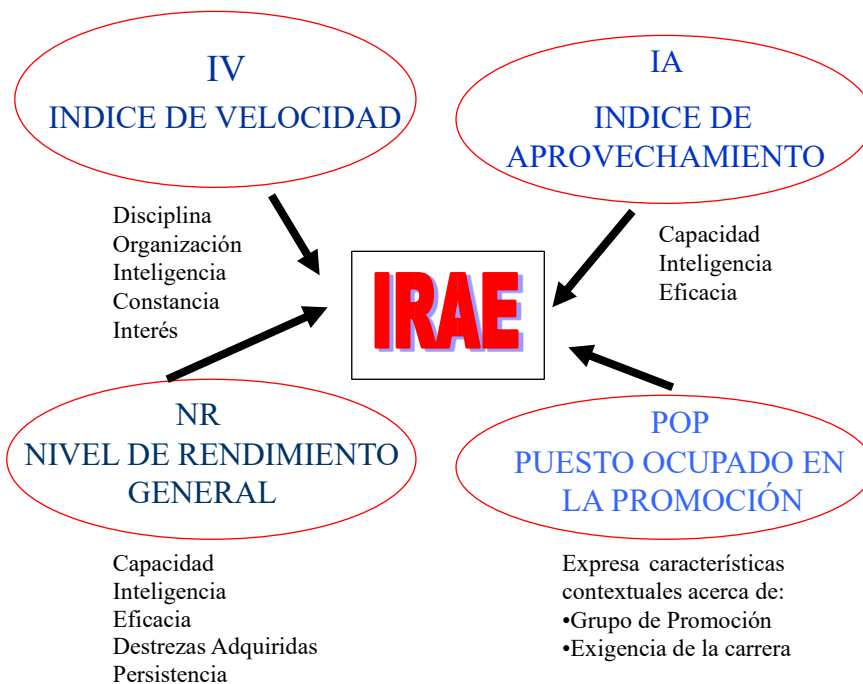 IV
INDICE DE VELOCIDAD
IA
INDICE DE
APROVECHAMIENTO
Disciplina
Organización
Inteligencia
Constancia
Interés
Capacidad
Inteligencia
Eficacia
IRAE
NR
NIVEL DE RENDIMIENTO
GENERAL
POP
PUESTO OCUPADO EN
LA PROMOCIÓN
Capacidad
Inteligencia
Eficacia
Destrezas Adquiridas
Persistencia
Expresa características
contextuales acerca de:
•Grupo de Promoción
•Exigencia de la carrera